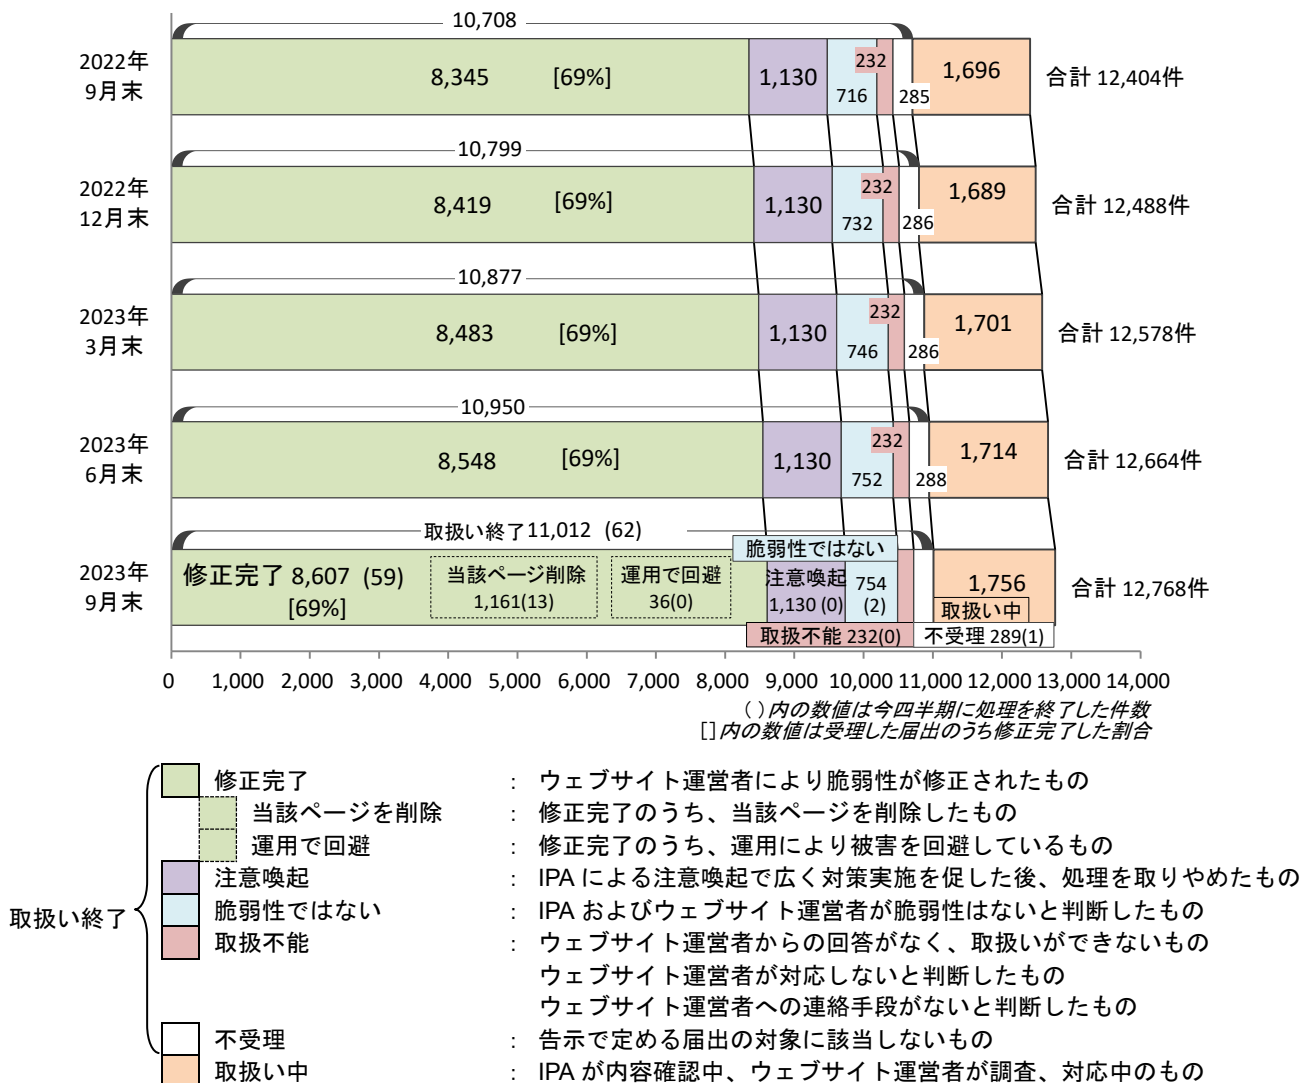 10,708
2022年
9月末
8,345 [69%] 1,130 716 232 285 1,696 合計 12,404件
10,799
2022年
12月末
8,419 [69%] 1,130 732 232 286 1,689 合計 12,488件
10,877
2023年
3月末
8,483 [69%] 1,130 746 232 286 1,701 合計 12,578件
10,950
2023年
6月末
8,548 [69%] 1,130 752 232 288 1,714 合計 12,664件
取扱い終了11,012 (62)
脆弱性ではない
2023年
9月末
修正完了 8,607 (59)
[69%]
当該ページ削除
1,161(13)
運用で回避
36(0)
注意喚起
1,130 (0)
754
(2)
1,756
取扱い中
合計 12,768件
取扱不能 232(0) 不受理 289(1)
0 1,000 2,000 3,000 4,000 5,000 6,000 7,000 8,000 9,000 10,000 11,000 12,000 13,000 14,000
( )内の数値は今四半期に処理を終了した件数
[]内の数値は受理した届出のうち修正完了した割合
取扱い終了
修正完了 : ウェブサイト運営者により脆弱性が修正されたもの
当該ページを削除 : 修正完了のうち、当該ページを削除したもの
運用で回避 : 修正完了のうち、運用により被害を回避しているもの
注意喚起 : IPA による注意喚起で広く対策実施を促した後、処理を取りやめたもの
脆弱性ではない : IPA およびウェブサイト運営者が脆弱性はないと判断したもの
取扱不能 : ウェブサイト運営者からの回答がなく、取扱いができないもの
ウェブサイト運営者が対応しないと判断したもの
ウェブサイト運営者への連絡手段がないと判断したもの
不受理 : 告示で定める届出の対象に該当しないもの
取扱い中 : IPA が内容確認中、ウェブサイト運営者が調査、対応中のもの